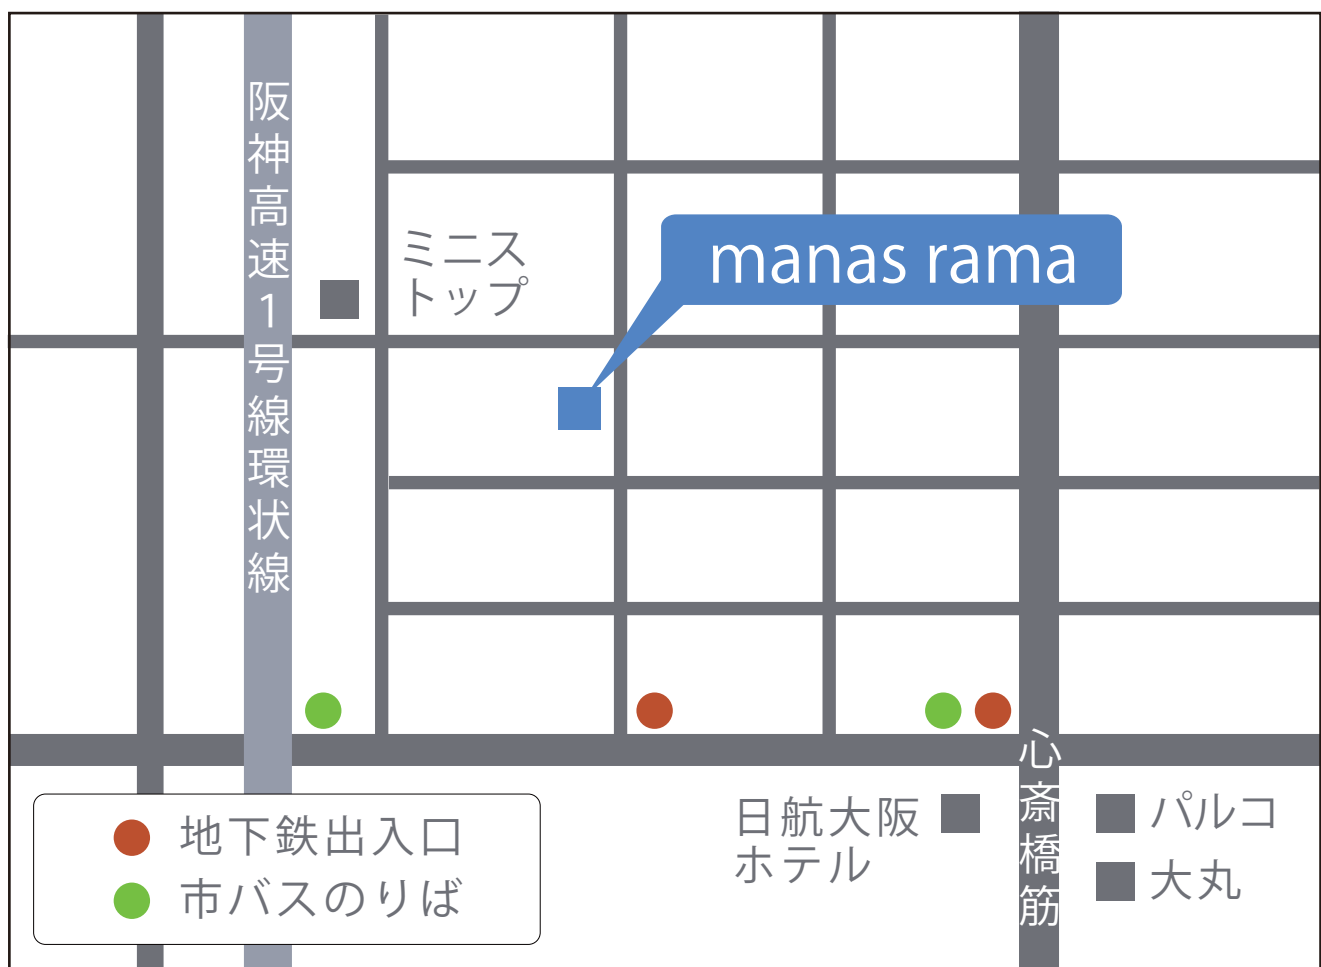 阪神高速1号線環状線
ミニス
トップ
manas rama
心斎橋筋
日航大阪
ホテル
パルコ
大丸
地下鉄出入口
市バスのりば